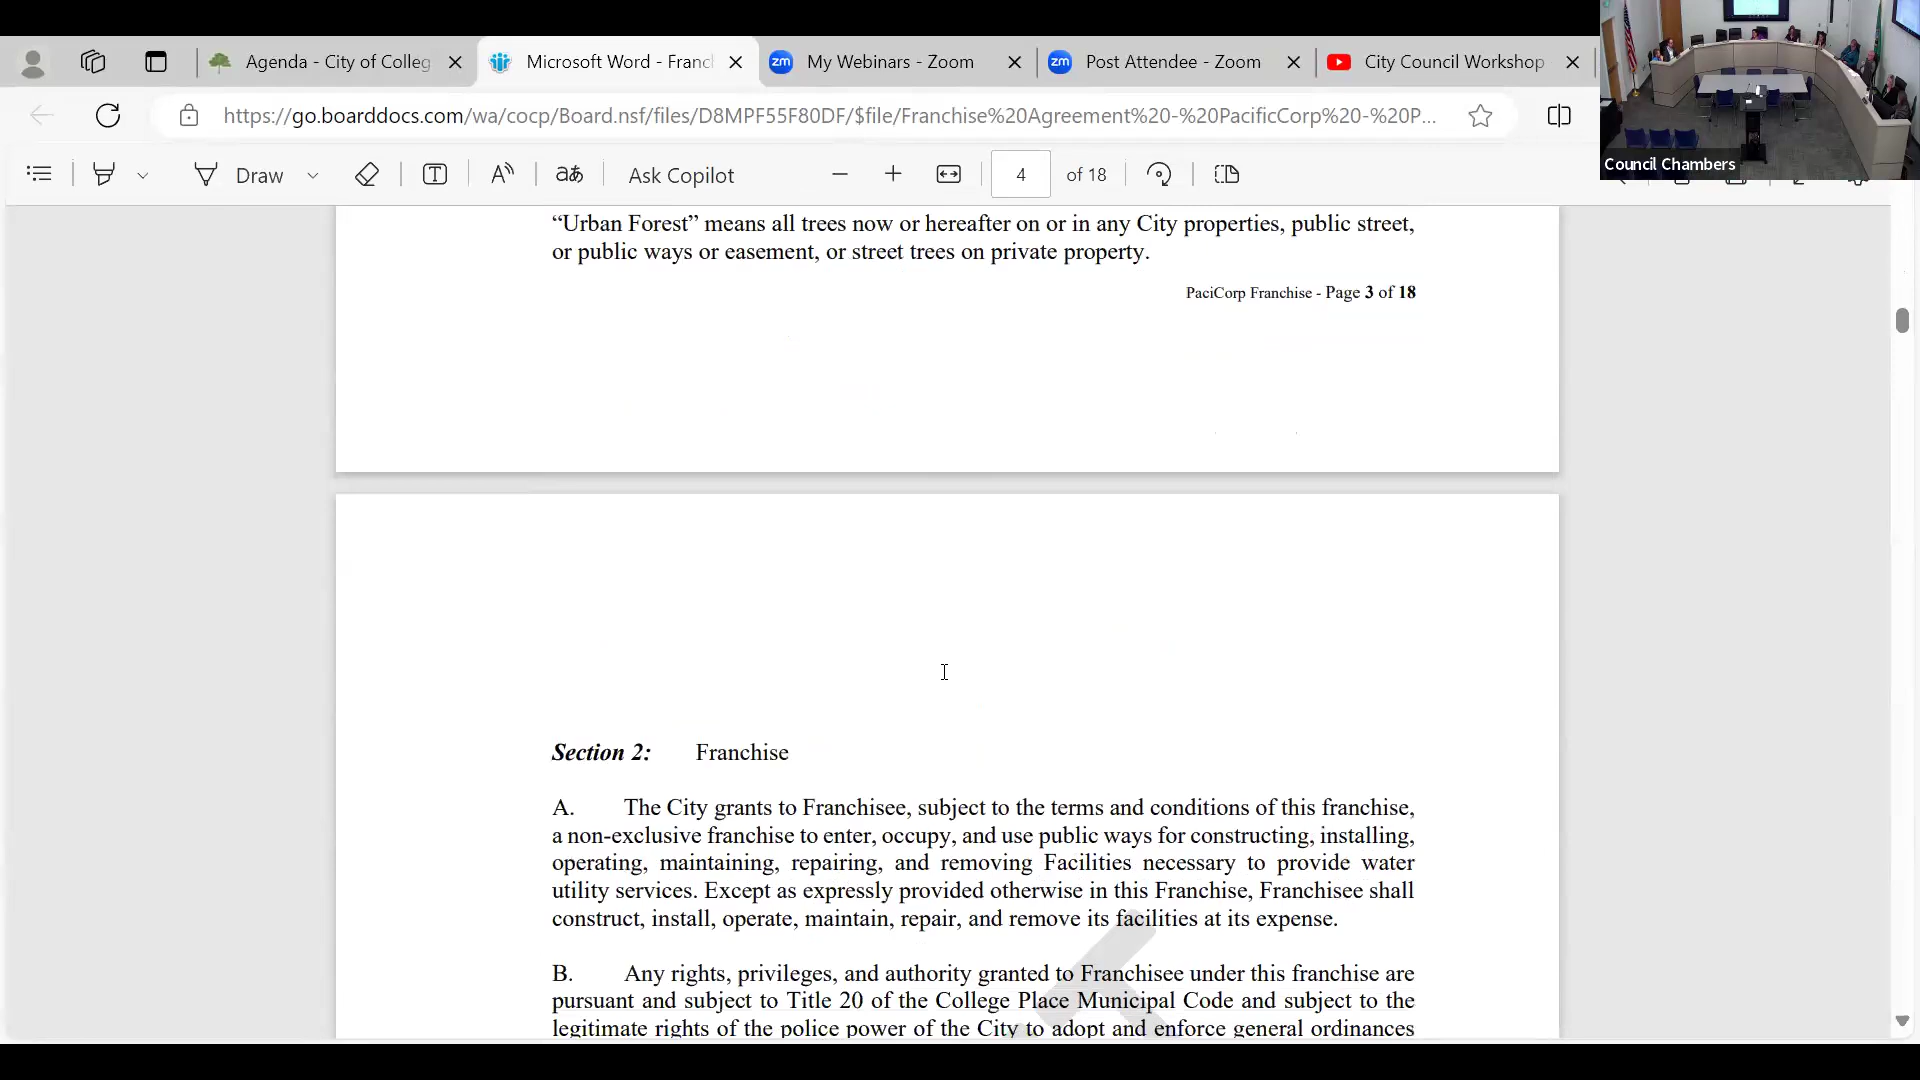 Agenda - City of Colleg
Microsoft Word - Franc
My Webinars - Zoom
Post Attendee - Zoom
City Council Workshop
https://go.boarddocs.com/wa/cocp/Board.nsf/files/D8MPF55F80DF/$file/Franchise%20Agreement%20-%20PacificCorp%20-%20P...
Draw
Ask Copilot
4 of 18
Council Chambers
“Urban Forest” means all trees now or hereafter on or in any City properties, public street,
or public ways or easement, or street trees on private property.
PaciCorp Franchise - Page 3 of 18
Section 2: Franchise
A. The City grants to Franchisee, subject to the terms and conditions of this franchise,
a non-exclusive franchise to enter, occupy, and use public ways for constructing, installing,
operating, maintaining, repairing, and removing Facilities necessary to provide water
utility services. Except as expressly provided otherwise in this Franchise, Franchisee shall
construct, install, operate, maintain, repair, and remove its facilities at its expense.
B. Any rights, privileges, and authority granted to Franchisee under this franchise are
pursuant and subject to Title 20 of the College Place Municipal Code and subject to the
legitimate rights of the police power of the City to adopt and enforce general ordinances